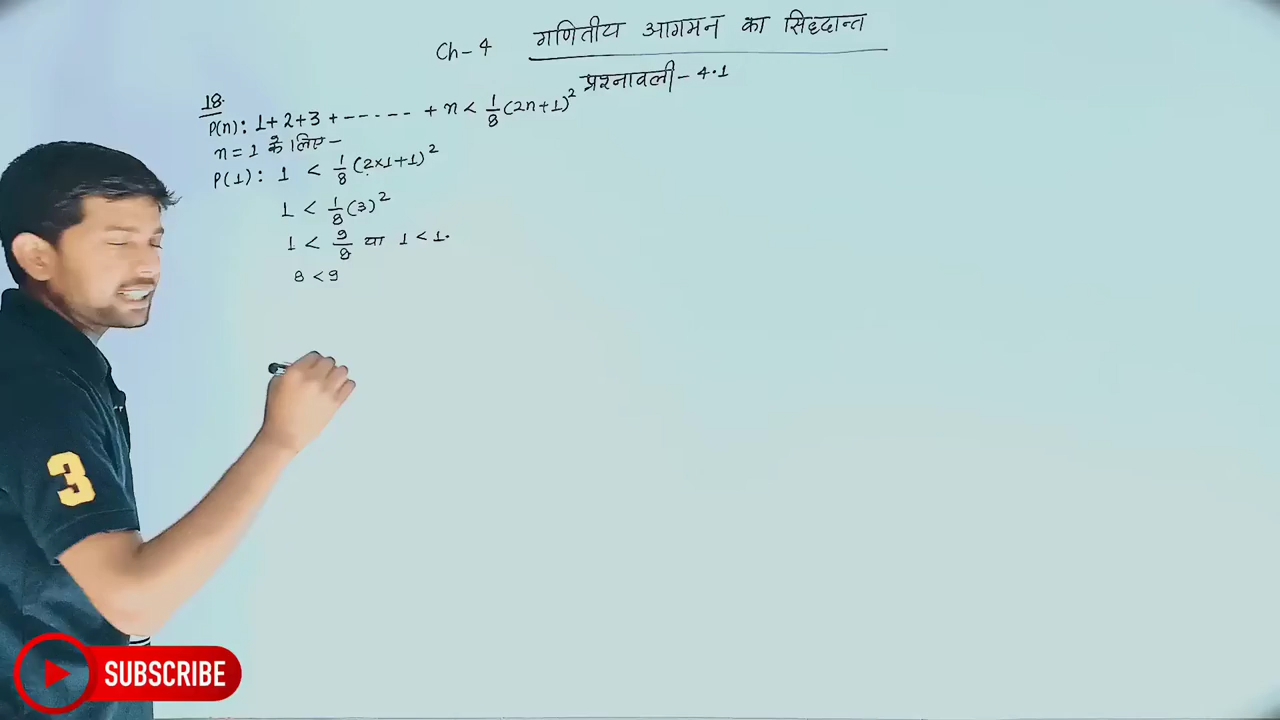 Ch-4 गणितीय आगमन का सिद्दान्त
प्रश्नावली-4.1
18.
P(n): 1+2+3+-----+n<1/8(2n+1)²
n=1 के लिए-
P(1): 1 < 1/8(2×1+1)²
1 < 1/8(3)²
1 < 9/8 या 1<1.
8<9
3
SUBSCRIBE